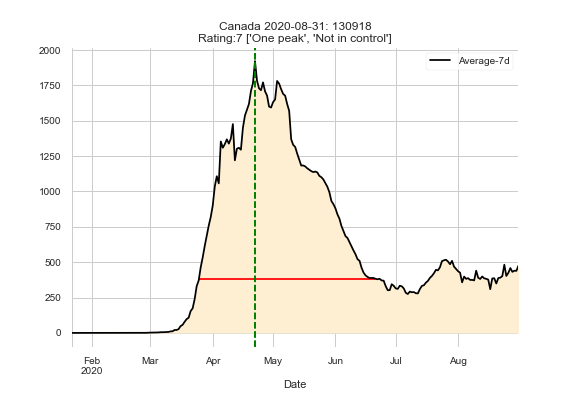 Canada 2020-08-31: 130918
Rating:7 ['One peak', 'Not in control']
2000
Average-7d
1750
1500
1250
1000
750
500
250
0
Feb Mar Apr May Jun Jul Aug
2020
Date